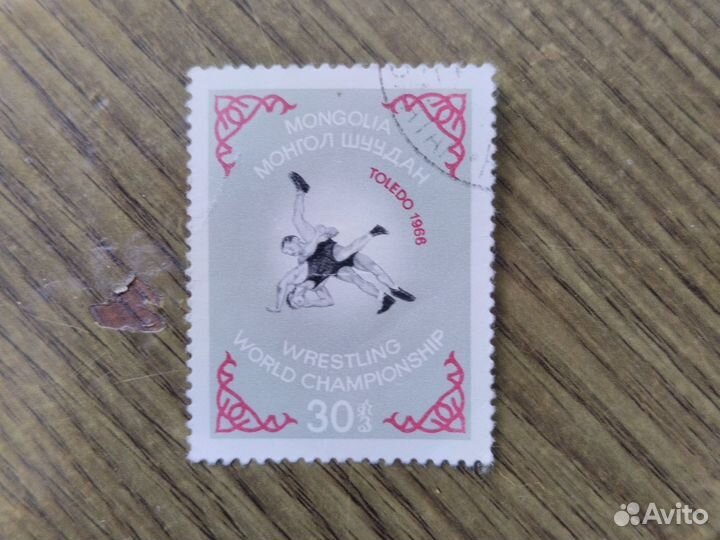 MONGOLIA
МОНГОЛ ШУУДАН
TOLEDO 1966
WRESTLING
WORLD CHAMPIONSHIP
30
Avito